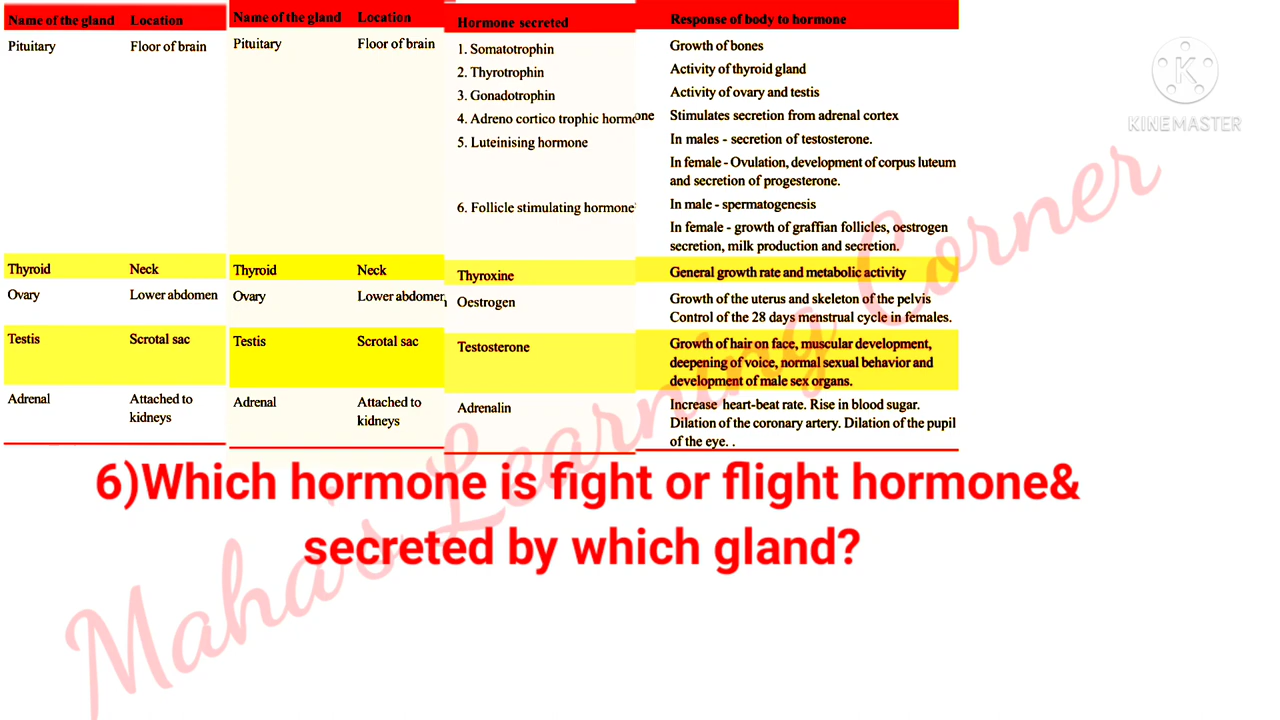 Name of the gland Location Name of the gland Location Hormone secreted Response of body to hormone
Pituitary Floor of brain Pituitary Floor of brain 1. Somatotrophin Growth of bones
2. Thyrotrophin Activity of thyroid gland
3. Gonadotrophin Activity of ovary and testis
4. Adreno cortico trophic hormone Stimulates secretion from adrenal cortex
5. Luteinising hormone In males - secretion of testosterone.
In female - Ovulation, development of corpus luteum
and secretion of progesterone.
6. Follicle stimulating hormone In male - spermatogenesis
In female - growth of graffian follicles, oestrogen
secretion, milk production and secretion.
Thyroid Neck Thyroid Neck Thyroxine General growth rate and metabolic activity
Ovary Lower abdomen Ovary Lower abdomen Oestrogen Growth of the uterus and skeleton of the pelvis
Control of the 28 days menstrual cycle in females.
Testis Scrotal sac Testis Scrotal sac Testosterone Growth of hair on face, muscular development,
deepening of voice, normal sexual behavior and
development of male sex organs.
Adrenal Attached to Adrenal Attached to Adrenalin Increase heart-beat rate. Rise in blood sugar.
kidneys kidneys Dilation of the coronary artery. Dilation of the pupil
of the eye. .
6)Which hormone is fight or flight hormone&
secreted by which gland?
K
KINEMASTER
Maha's Learning Corner